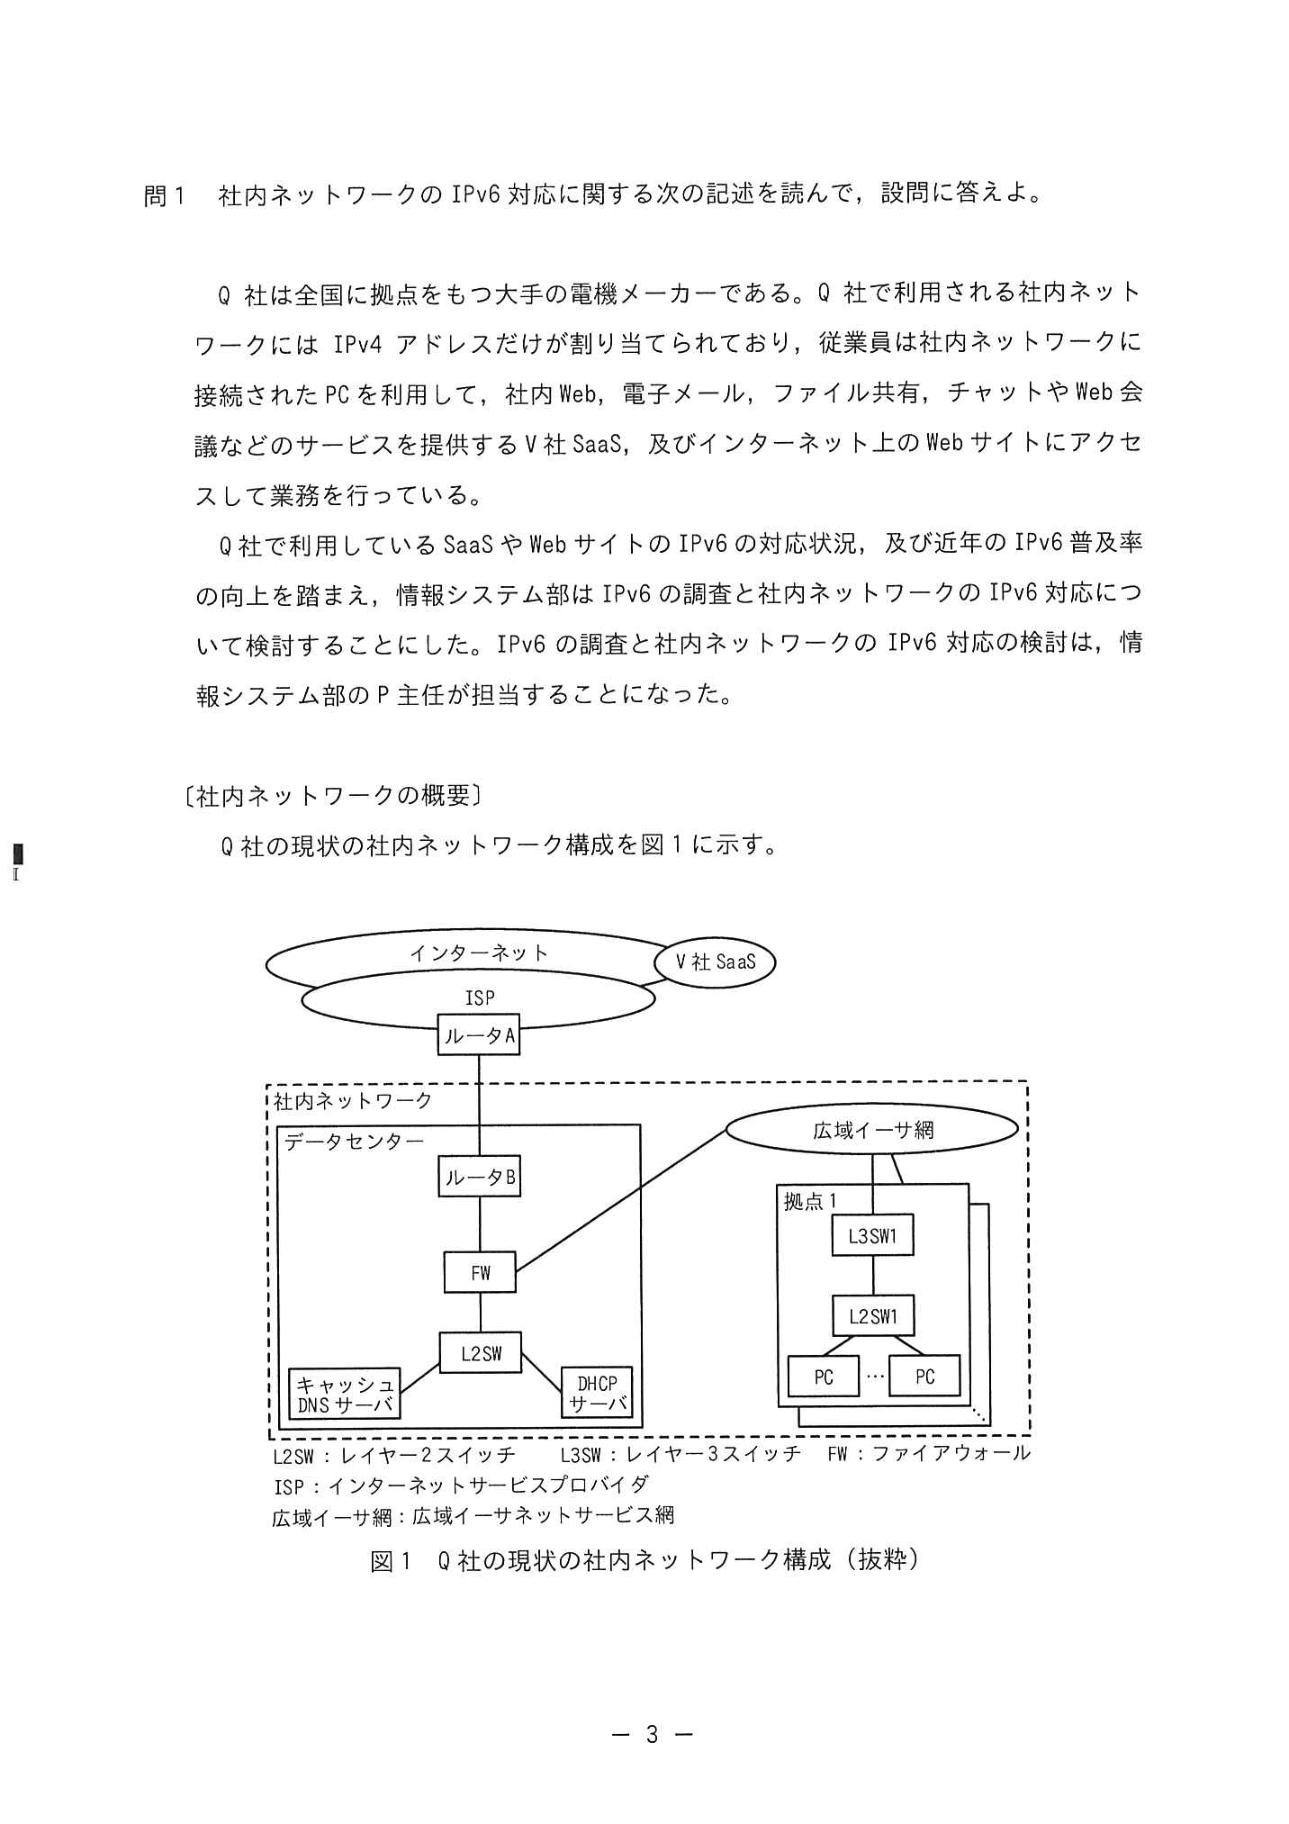 問1 社内ネットワークの IPv6 対応に関する次の記述を読んで，設問に答えよ。
Q 社は全国に拠点をもつ大手の電機メーカーである。Q 社で利用される社内ネット
ワークには IPv4 アドレスだけが割り当てられており，従業員は社内ネットワークに
接続された PC を利用して，社内 Web，電子メール，ファイル共有，チャットや Web 会
議などのサービスを提供する V 社 SaaS，及びインターネット上の Web サイトにアクセ
スして業務を行っている。
Q 社で利用している SaaS や Web サイトの IPv6 の対応状況，及び近年の IPv6 普及率
の向上を踏まえ，情報システム部は IPv6 の調査と社内ネットワークの IPv6 対応につ
いて検討することにした。IPv6 の調査と社内ネットワークの IPv6 対応の検討は，情
報システム部の P 主任が担当することになった。
〔社内ネットワークの概要〕
Q 社の現状の社内ネットワーク構成を図 1 に示す。
インターネット
V 社 SaaS
ISP
ルータA
社内ネットワーク
広域イーサ網
データセンター
ルータB
拠点 1
L3SW1
FW
L2SW1
L2SW
PC … PC
キャッシュ
DNS サーバ
DHCP
サーバ
L2SW：レイヤー2スイッチ L3SW：レイヤー3スイッチ FW：ファイアウォール
ISP：インターネットサービスプロバイダ
広域イーサ網：広域イーサネットサービス網
図 1 Q 社の現状の社内ネットワーク構成（抜粋）
－ 3 －